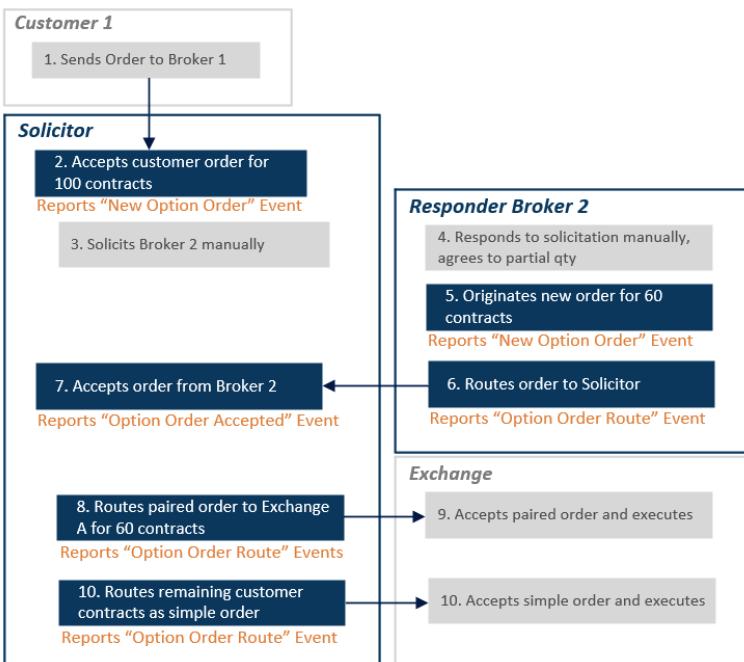 Customer 1
1. Sends Order to Broker 1
Solicitor
2. Accepts customer order for
100 contracts
Reports “New Option Order” Event
3. Solicits Broker 2 manually
Responder Broker 2
4. Responds to solicitation manually,
agrees to partial qty
5. Originates new order for 60
contracts
Reports “New Option Order” Event
6. Routes order to Solicitor
Reports “Option Order Route” Event
7. Accepts order from Broker 2
Reports “Option Order Accepted” Event
Exchange
8. Routes paired order to Exchange
A for 60 contracts
Reports “Option Order Route” Events
9. Accepts paired order and executes
10. Routes remaining customer
contracts as simple order
Reports “Option Order Route” Event
10. Accepts simple order and executes